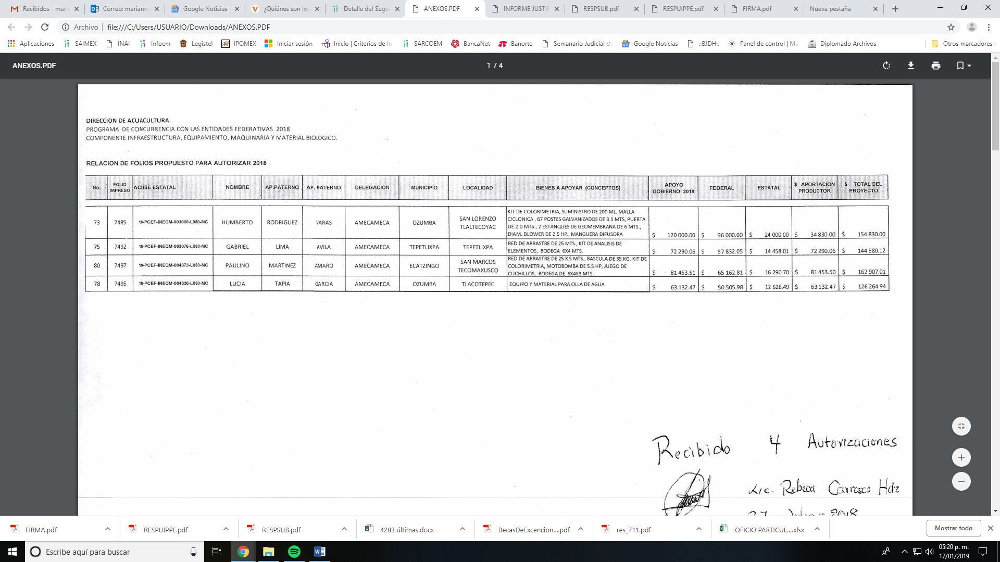 Recibidos - maria
Correo: marianna
Google Noticias
¿Quiénes son los
Detalle del Segui
ANEXOS.PDF
INFORME JUSTIF
RESPSUB.pdf
RESPUIPPE.pdf
FIRMA.pdf
Nueva pestaña
Archivo file:///C:/Users/USUARIO/Downloads/ANEXOS.PDF
Aplicaciones SAIMEX INAI Infoem Legistel IPOMEX Iniciar sesión Inicio | Criterios de In SARCOEM BancaNet Banorte Semanario Judicial de Google Noticias .:BJDH:. Panel de control | Mé Diplomado Archivos Otros marcadores
ANEXOS.PDF 1 / 4
DIRECCION DE ACUACULTURA
PROGRAMA DE CONCURRENCIA CON LAS ENTIDADES FEDERATIVAS 2018
COMPONENTE INFRAESTRUCTURA, EQUIPAMIENTO, MAQUINARIA Y MATERIAL BIOLOGICO.
RELACION DE FOLIOS PROPUESTO PARA AUTORIZAR 2018
No. FOLIO IMPRESO ACUSE ESTATAL NOMBRE AP.PATERNO AP. MATERNO DELEGACION MUNICIPIO LOCALIDAD BIENES A APOYAR (CONCEPTOS) APOYO GOBIERNO 2018 FEDERAL ESTATAL $ APORTACION PRODUCTOR $ TOTAL DEL PROYECTO
73 7485 18-PCEF-INEQM-003000-L080-MC HUMBERTO RODRIGUEZ VARAS AMECAMECA OZUMBA SAN LORENZO TLALTECOYAC
KIT DE COLORIMETRIA, SUMINISTRO DE 200 ML. MALLA
CICLONICA , 67 POSTES GALVANIZADOS DE 3.5 MTS, PUERTA
DE 2.0 MTS., 2 ESTANQUES DE GEOMEMBRANA DE 6 MTS.,
DIAM. BLOWER DE 2.5 HP., MANGUERA DIFUSORA
$ 120 000.00 $ 96 000.00 $ 24 000.00 $ 34 830.00 $ 154 830.00
75 7492 18-PCEF-INEQM-003076-L080-MC GABRIEL LIMA AVILA AMECAMECA TEPETLIXPA TEPETLIXPA
RED DE ARRASTRE DE 25 MTS., KIT DE ANALISIS DE
ELEMENTOS, BODEGA 6X4 MTS.
$ 72 290.06 $ 57 832.05 $ 14 458.01 $ 72 290.06 $ 144 580.12
80 7497 18-PCEF-INEQM-004373-L080-MC PAULINO MARTINEZ AMARO AMECAMECA ECATZINGO SAN MARCOS TECOMAXUSCO
RED DE ARRASTRE DE 25 X 5 MTS., BASCULA DE 35 KG. KIT DE
COLORIMETRIA, MOTOBOMBA DE 5.5 HP, JUEGO DE
CUCHILLOS, BODEGA DE 6X4X3 MTS.
$ 81 453.51 $ 65 162.81 $ 16 290.70 $ 81 453.50 $ 162 907.01
78 7495 18-PCEF-INEQM-004326-L080-MC LUCIA TAPIA GARCIA AMECAMECA OZUMBA TLACOTEPEC EQUIPO Y MATERIAL PARA OLLA DE AGUA
$ 63 132.47 $ 50 505.98 $ 12 626.49 $ 63 132.47 $ 126 264.94
Recibido 4 Autorizaciones
Lic. Rebeca Carrasco Hdz
27 Julio 2018
FIRMA.pdf RESPUIPPE.pdf RESPSUB.pdf 4283 últimas.docx BecasDeExcencion....pdf res_711.pdf OFICIO PARTICUL....xlsx Mostrar todo
Escribe aquí para buscar
05:20 p. m.
17/01/2019